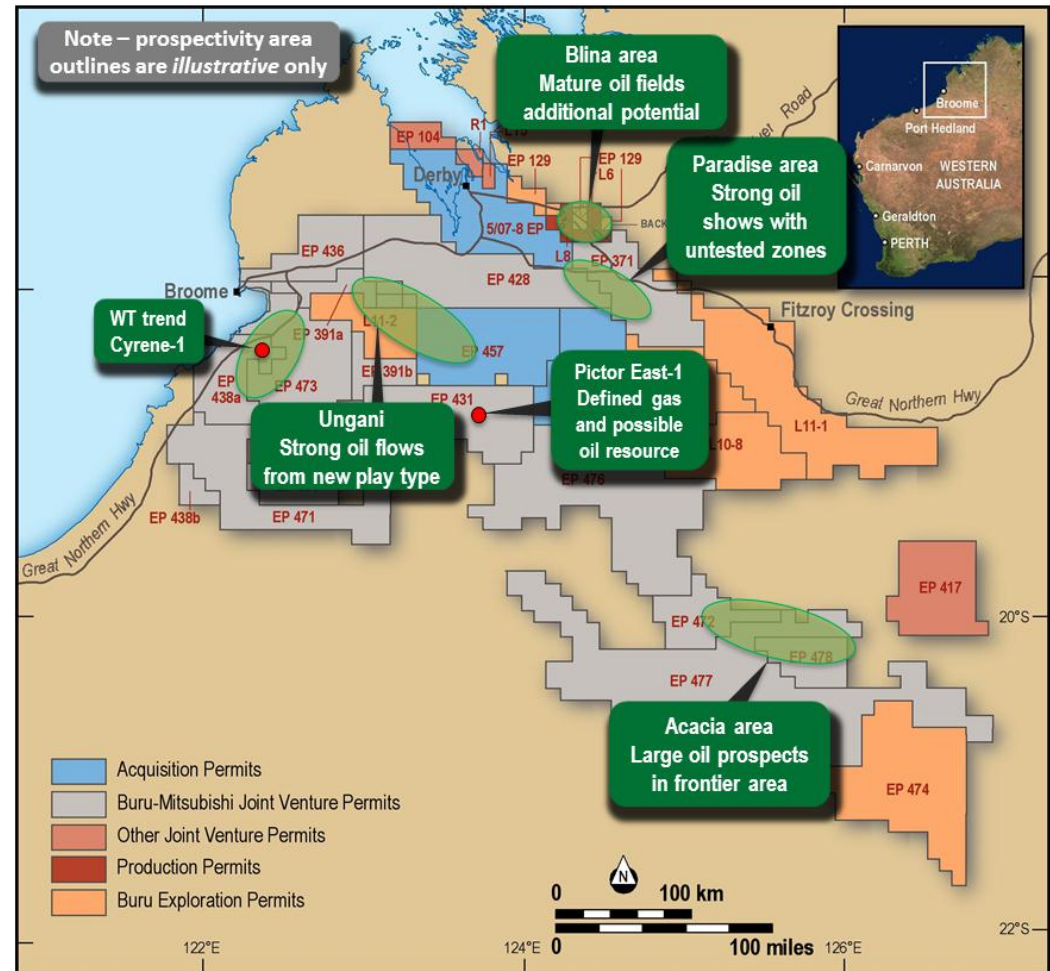 Note – prospectivity area
outlines are illustrative only
Blina area
Mature oil fields
additional potential
Broome
Port Hedland
Carnarvon
WESTERN
AUSTRALIA
Geraldton
PERTH
Road
EP 104
R1
EP 129
EP 129
L6
Derby
Paradise area
Strong oil
shows with
untested zones
5/07-8 EP
BACK
L8
EP 371
EP 436
EP 428
Broome
Fitzroy Crossing
WT trend
Cyrene-1
EP 391a
L11-2
EP 457
EP
438a
EP 473
EP 391b
EP 431
Pictor East-1
Defined gas
and possible
oil resource
Great Northern Hwy
Ungani
Strong oil flows
from new play type
L10-8
L11-1
EP 476
EP 438b
EP 471
Great Northern Hwy
EP 417
20°S
EP 472
EP 478
EP 477
Acacia area
Large oil prospects
in frontier area
EP 474
Acquisition Permits
Buru-Mitsubishi Joint Venture Permits
Other Joint Venture Permits
Production Permits
Buru Exploration Permits
N
0 100 km
0 100 miles
22°S
122°E
124°E
126°E